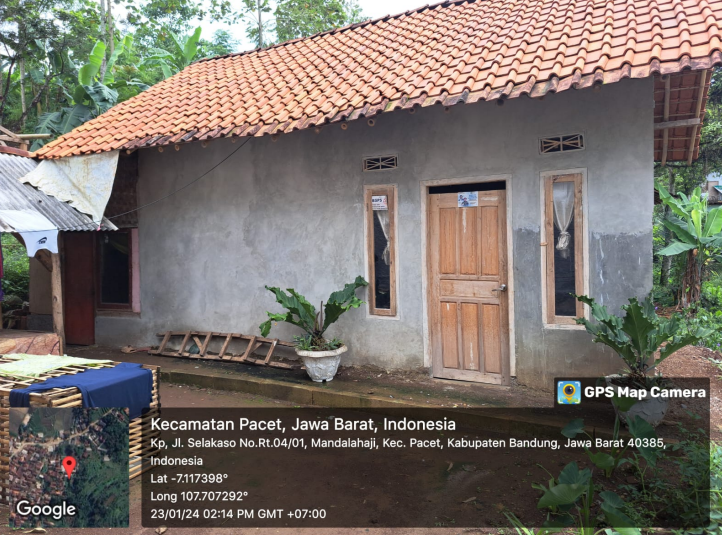 GPS Map Camera
Kecamatan Pacet, Jawa Barat, Indonesia
Kp, Jl. Selakaso No.Rt.04/01, Mandalahaji, Kec. Pacet, Kabupaten Bandung, Jawa Barat 40385,
Indonesia
Lat -7.117398°
Long 107.707292°
23/01/24 02:14 PM GMT +07:00
Google